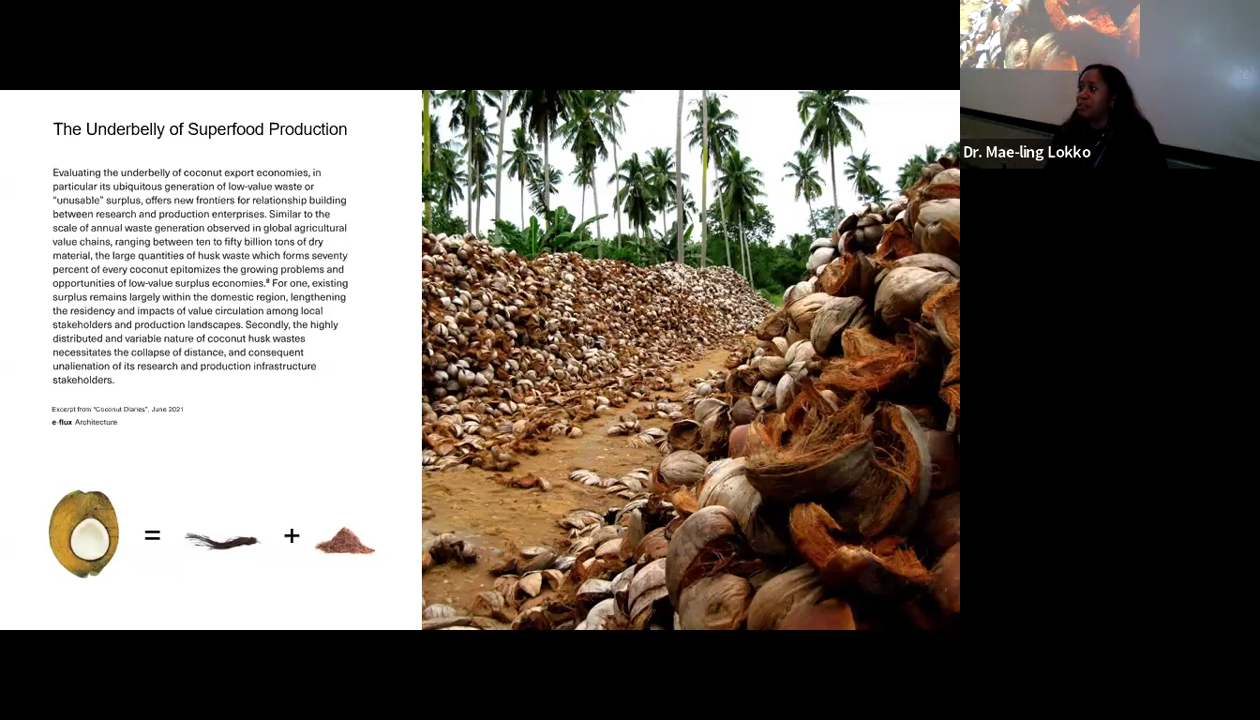 The Underbelly of Superfood Production
Evaluating the underbelly of coconut export economies, in
particular its ubiquitous generation of low-value waste or
“unusable” surplus, offers new frontiers for relationship building
between research and production enterprises. Similar to the
scale of annual waste generation observed in global agricultural
value chains, ranging between ten to fifty billion tons of dry
material, the large quantities of husk waste which forms seventy
percent of every coconut epitomizes the growing problems and
opportunities of low-value surplus economies.⁸ For one, existing
surplus remains largely within the domestic region, lengthening
the residency and impacts of value circulation among local
stakeholders and production landscapes. Secondly, the highly
distributed and variable nature of coconut husk wastes
necessitates the collapse of distance, and consequent
unalienation of its research and production infrastructure
stakeholders.
Excerpt from "Coconut Diaries", June 2021
e-flux Architecture
= +
Dr. Mae-ling Lokko